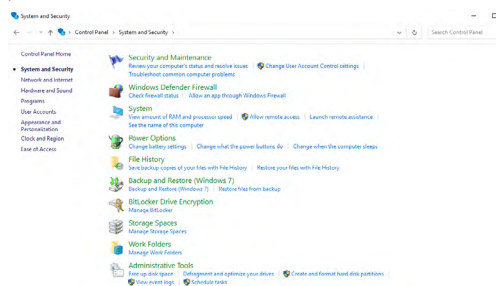 System and Security
Control Panel > System and Security >
Search Control Panel
Control Panel Home
System and Security
Network and Internet
Hardware and Sound
Programs
User Accounts
Appearance and
Personalization
Clock and Region
Ease of Access
Security and Maintenance
Review your computer's status and resolve issues | Change User Account Control settings |
Troubleshoot common computer problems
Windows Defender Firewall
Check firewall status | Allow an app through Windows Firewall
System
View amount of RAM and processor speed | Allow remote access | Launch remote assistance |
See the name of this computer
Power Options
Change battery settings | Change what the power buttons do | Change when the computer sleeps
File History
Save backup copies of your files with File History | Restore your files with File History
Backup and Restore (Windows 7)
Backup and Restore (Windows 7) | Restore files from backup
BitLocker Drive Encryption
Manage BitLocker
Storage Spaces
Manage Storage Spaces
Work Folders
Manage Work Folders
Administrative Tools
Free up disk space | Defragment and optimize your drives | Create and format hard disk partitions |
View event logs | Schedule tasks